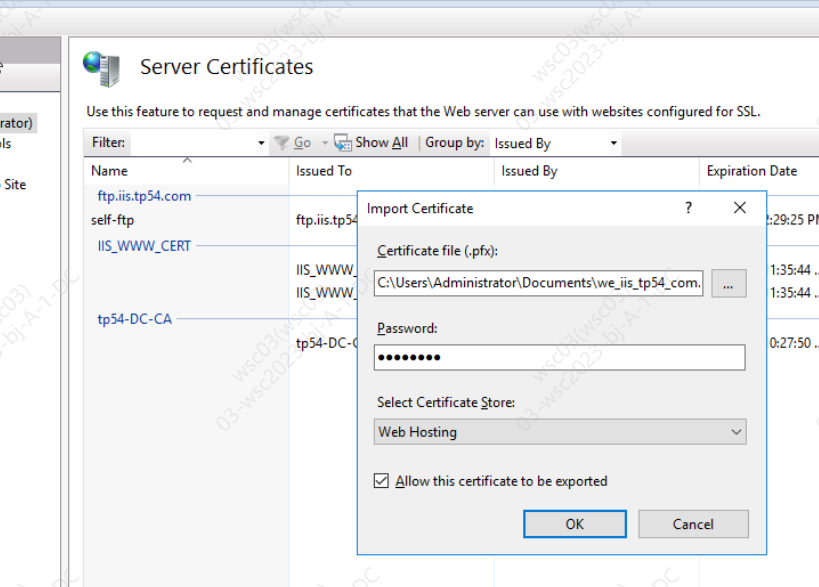 Server Certificates
Use this feature to request and manage certificates that the Web server can use with websites configured for SSL.
rator)
ols
Site
Filter: Go Show All Group by: Issued By
Name Issued To Issued By Expiration Date
ftp.iis.tp54.com
self-ftp ftp.iis.tp54 2:29:25 PM
IIS_WWW_CERT
IIS_WWW_ 1:35:44 ..
IIS_WWW_ 1:35:44 ..
tp54-DC-CA
tp54-DC-C 0:27:50 ..
Import Certificate ?
Certificate file (.pfx):
C:\Users\Administrator\Documents\we_iis_tp54_com. ...
Password:
••••••••
Select Certificate Store:
Web Hosting
Allow this certificate to be exported
OK Cancel
wsc03(wsc03)
03-wsc2023-bj-A-1-DC